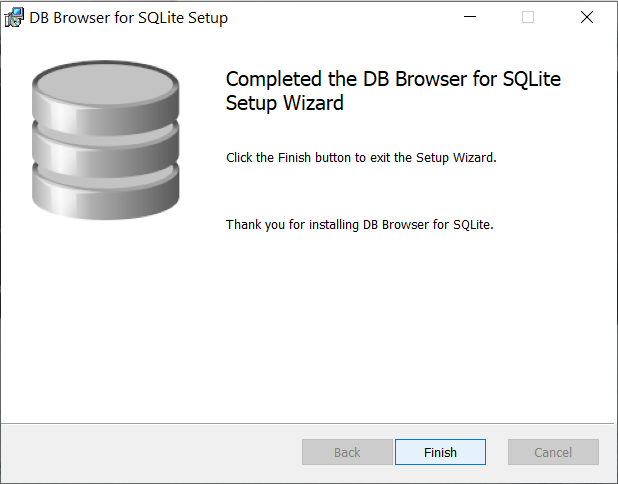 DB Browser for SQLite Setup
Completed the DB Browser for SQLite
Setup Wizard
Click the Finish button to exit the Setup Wizard.
Thank you for installing DB Browser for SQLite.
Back
Finish
Cancel